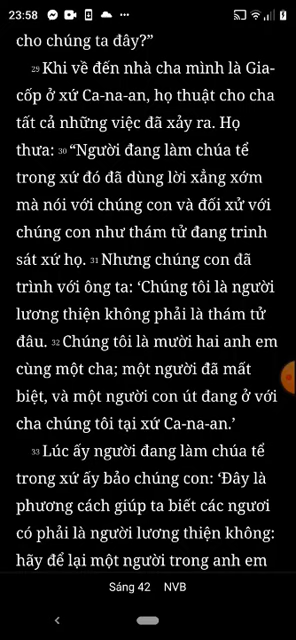 23:58
cho chúng ta đây?”
29 Khi về đến nhà cha mình là Gia-
cốp ở xứ Ca-na-an, họ thuật cho cha
tất cả những việc đã xảy ra. Họ
thưa: 30 “Người đang làm chúa tể
trong xứ đó đã dùng lời xẳng xớm
mà nói với chúng con và đối xử với
chúng con như thám tử đang trinh
sát xứ họ. 31 Nhưng chúng con đã
trình với ông ta: ‘Chúng tôi là người
lương thiện không phải là thám tử
đâu. 32 Chúng tôi là mười hai anh em
cùng một cha; một người đã mất
biệt, và một người con út đang ở với
cha chúng tôi tại xứ Ca-na-an.’
33 Lúc ấy người đang làm chúa tể
trong xứ ấy bảo chúng con: ‘Đây là
phương cách giúp ta biết các ngươi
có phải là người lương thiện không:
hãy để lại một người trong anh em
Sáng 42 NVB